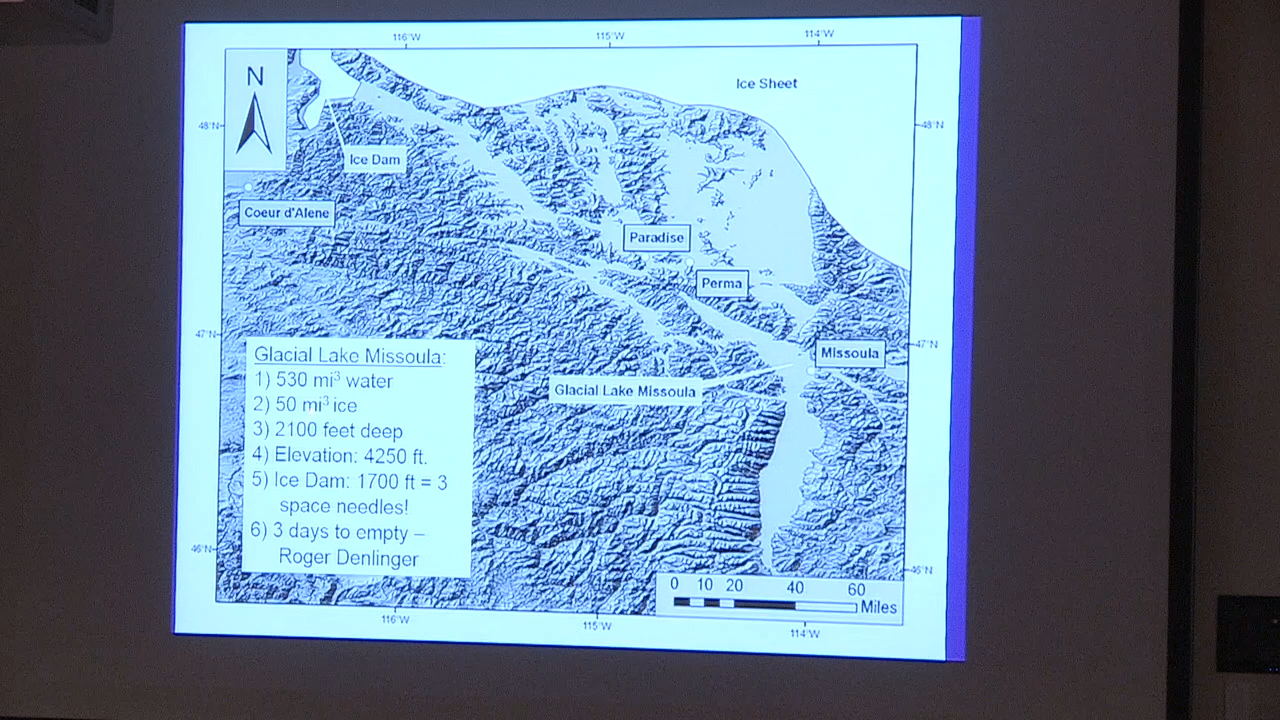 116°W 115°W 114°W
N
Ice Sheet
48°N
48°N
Ice Dam
Coeur d'Alene
Paradise
Perma
47°N
47°N
Missoula
Glacial Lake Missoula
Glacial Lake Missoula:
1) 530 mi³ water
2) 50 mi³ ice
3) 2100 feet deep
4) Elevation: 4250 ft.
5) Ice Dam: 1700 ft = 3
space needles!
6) 3 days to empty –
Roger Denlinger
46°N
46°N
0 10 20 40 60
Miles
116°W 115°W 114°W